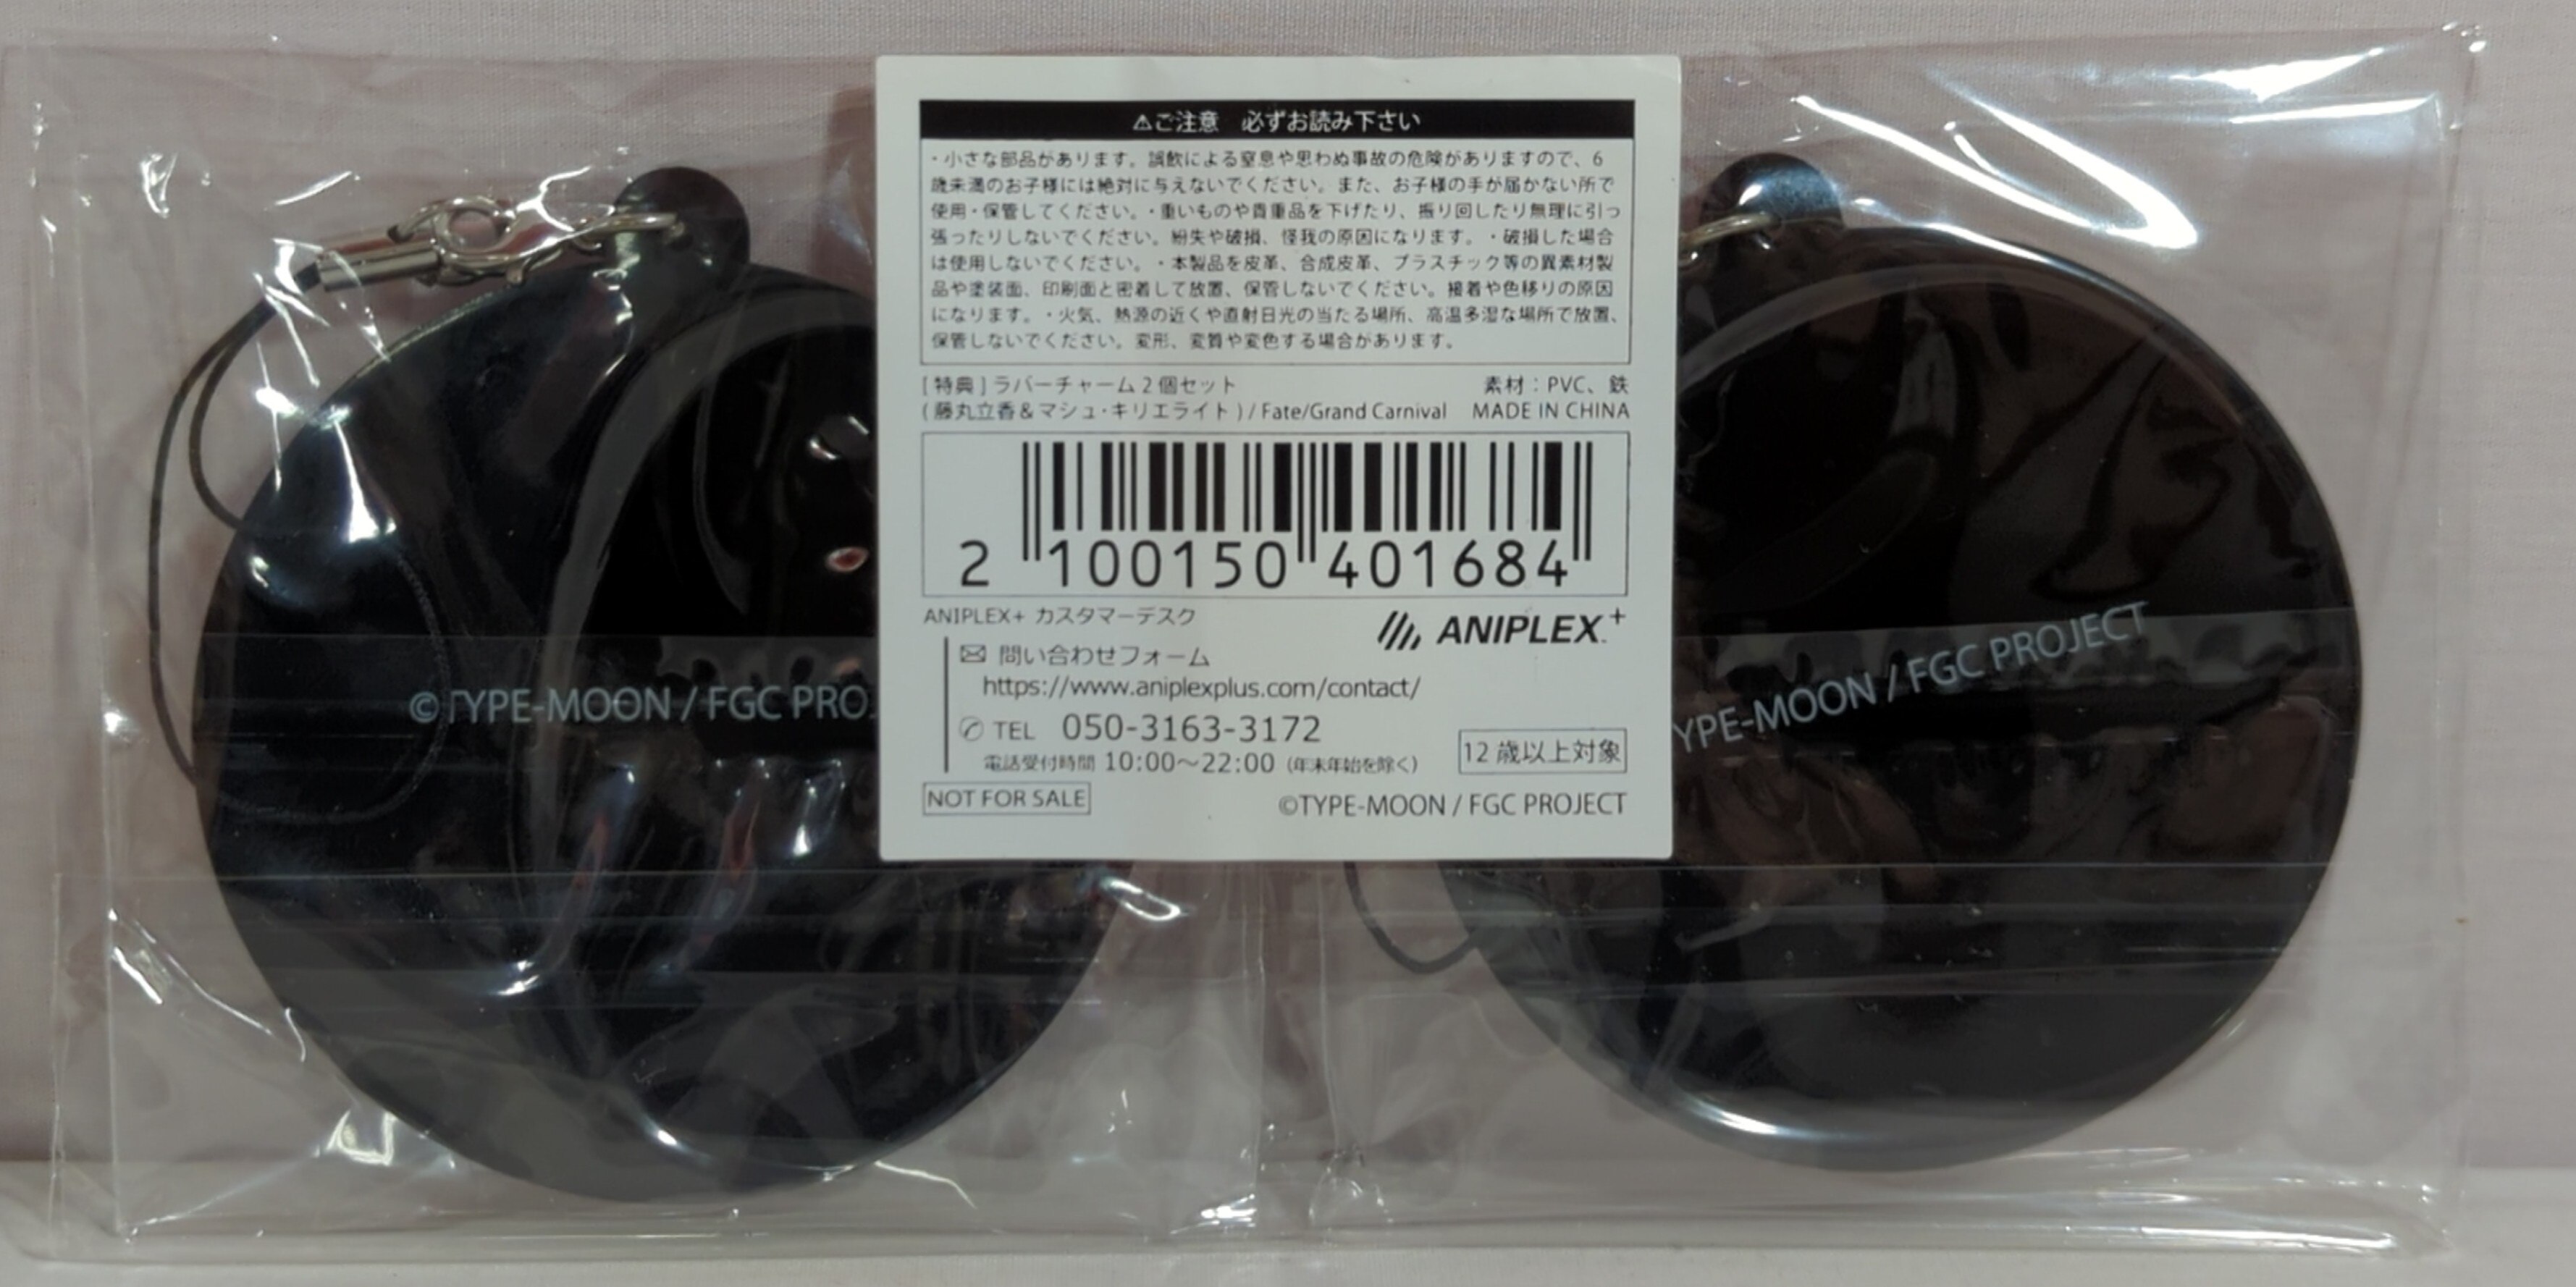 ⚠ご注意 必ずお読み下さい
・小さな部品があります。誤飲による窒息や思わぬ事故の危険がありますので、6
歳未満のお子様には絶対に与えないでください。また、お子様の手が届かない所で
使用・保管してください。・重いものや貴重品を下げたり、振り回したり無理に引っ
張ったりしないでください。紛失や破損、怪我の原因になります。・破損した場合
は使用しないでください。・本製品を皮革、合成皮革、プラスチック等の異素材製
品や塗装面、印刷面と密着して放置、保管しないでください。接着や色移りの原因
になります。・火気、熱源の近くや直射日光の当たる場所、高温多湿な場所で放置、
保管しないでください。変形、変質や変色する場合があります。
[特典]ラバーチャーム2個セット 素材：PVC、鉄
(藤丸立香＆マシュ・キリエライト) / Fate/Grand Carnival MADE IN CHINA
2 100150 401684
ANIPLEX+ カスタマーデスク
ANIPLEX+
問い合わせフォーム
https://www.aniplexplus.com/contact/
TEL 050-3163-3172
電話受付時間 10:00〜22:00（年末年始を除く）
12歳以上対象
NOT FOR SALE
©TYPE-MOON / FGC PROJECT
©TYPE-MOON / FGC PRO
YPE-MOON / FGC PROJECT